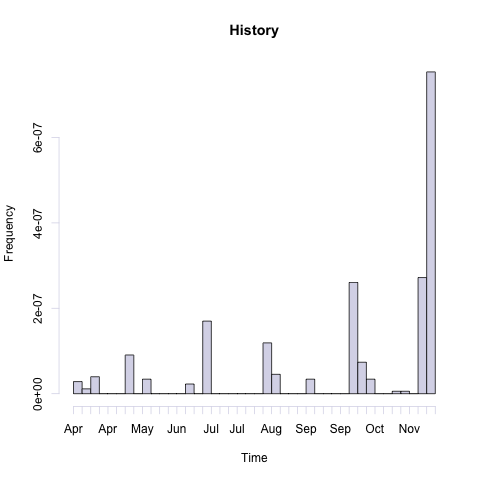 History
Frequency
6e-07
4e-07
2e-07
0e+00
Apr Apr May Jun Jul Jul Aug Sep Sep Oct Nov
Time